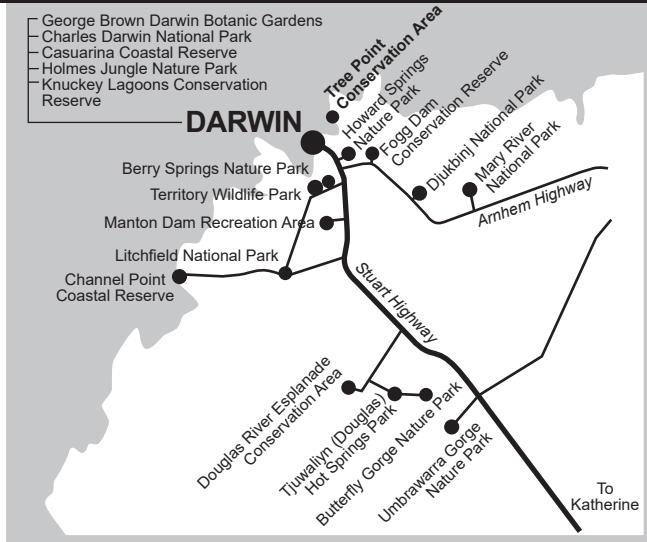 George Brown Darwin Botanic Gardens
Charles Darwin National Park
Casuarina Coastal Reserve
Holmes Jungle Nature Park
Knuckey Lagoons Conservation
Reserve
DARWIN
Tree Point
Conservation Area
Howard Springs
Nature Park
Fogg Dam
Conservation Reserve
Djukbinj National Park
Mary River
National Park
Arnhem Highway
Berry Springs Nature Park
Territory Wildlife Park
Manton Dam Recreation Area
Litchfield National Park
Channel Point
Coastal Reserve
Stuart Highway
Douglas River Esplanade
Conservation Area
Tjuwaliyn (Douglas)
Hot Springs Park
Butterfly Gorge Nature Park
Umbrawarra Gorge
Nature Park
To
Katherine